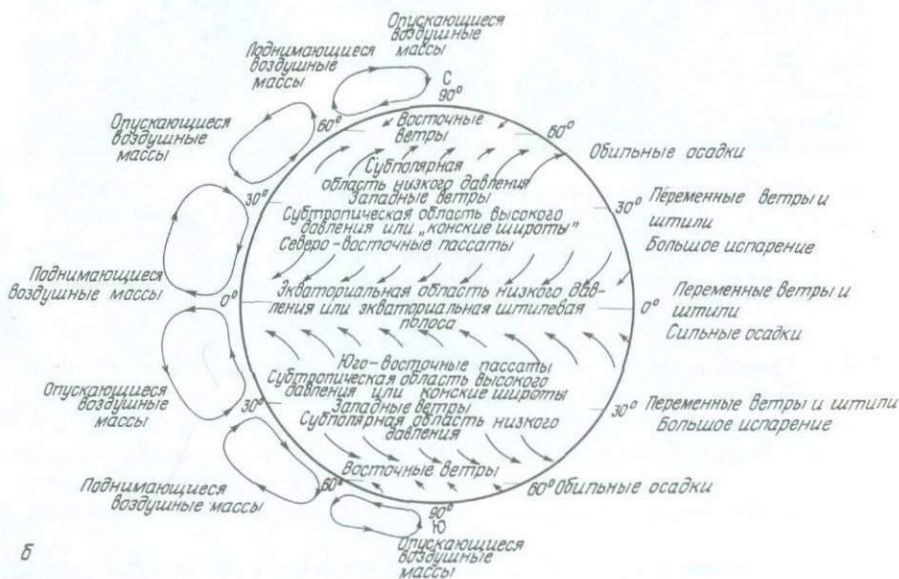 Опускающиеся
воздушные
массы
Поднимающиеся
воздушные
массы
Опускающиеся
воздушные
массы
Поднимающиеся
воздушные массы
Опускающиеся
воздушные
массы
Поднимающиеся
воздушные массы
Опускающиеся
воздушные
массы
С
90°
60°
30°
0°
30°
60°
90°
Ю
Восточные
ветры
Субполярная
область низкого давления
Западные ветры
Субтропическая область высокого
давления или „конские широты"
Северо-восточные пассаты
Экваториальная область низкого дав-
ления или экваториальная штилевая
полоса
Юго-восточные пассаты
Субтропическая область высокого
давления или конские широты
Западные ветры
Субполярная область низкого
давления
Восточные ветры
60°
Обильные осадки
30°
Переменные ветры и
штили
Большое испарение
0°
Переменные ветры и
штили
Сильные осадки
30°
Переменные ветры и штили
Большое испарение
60° Обильные осадки
б